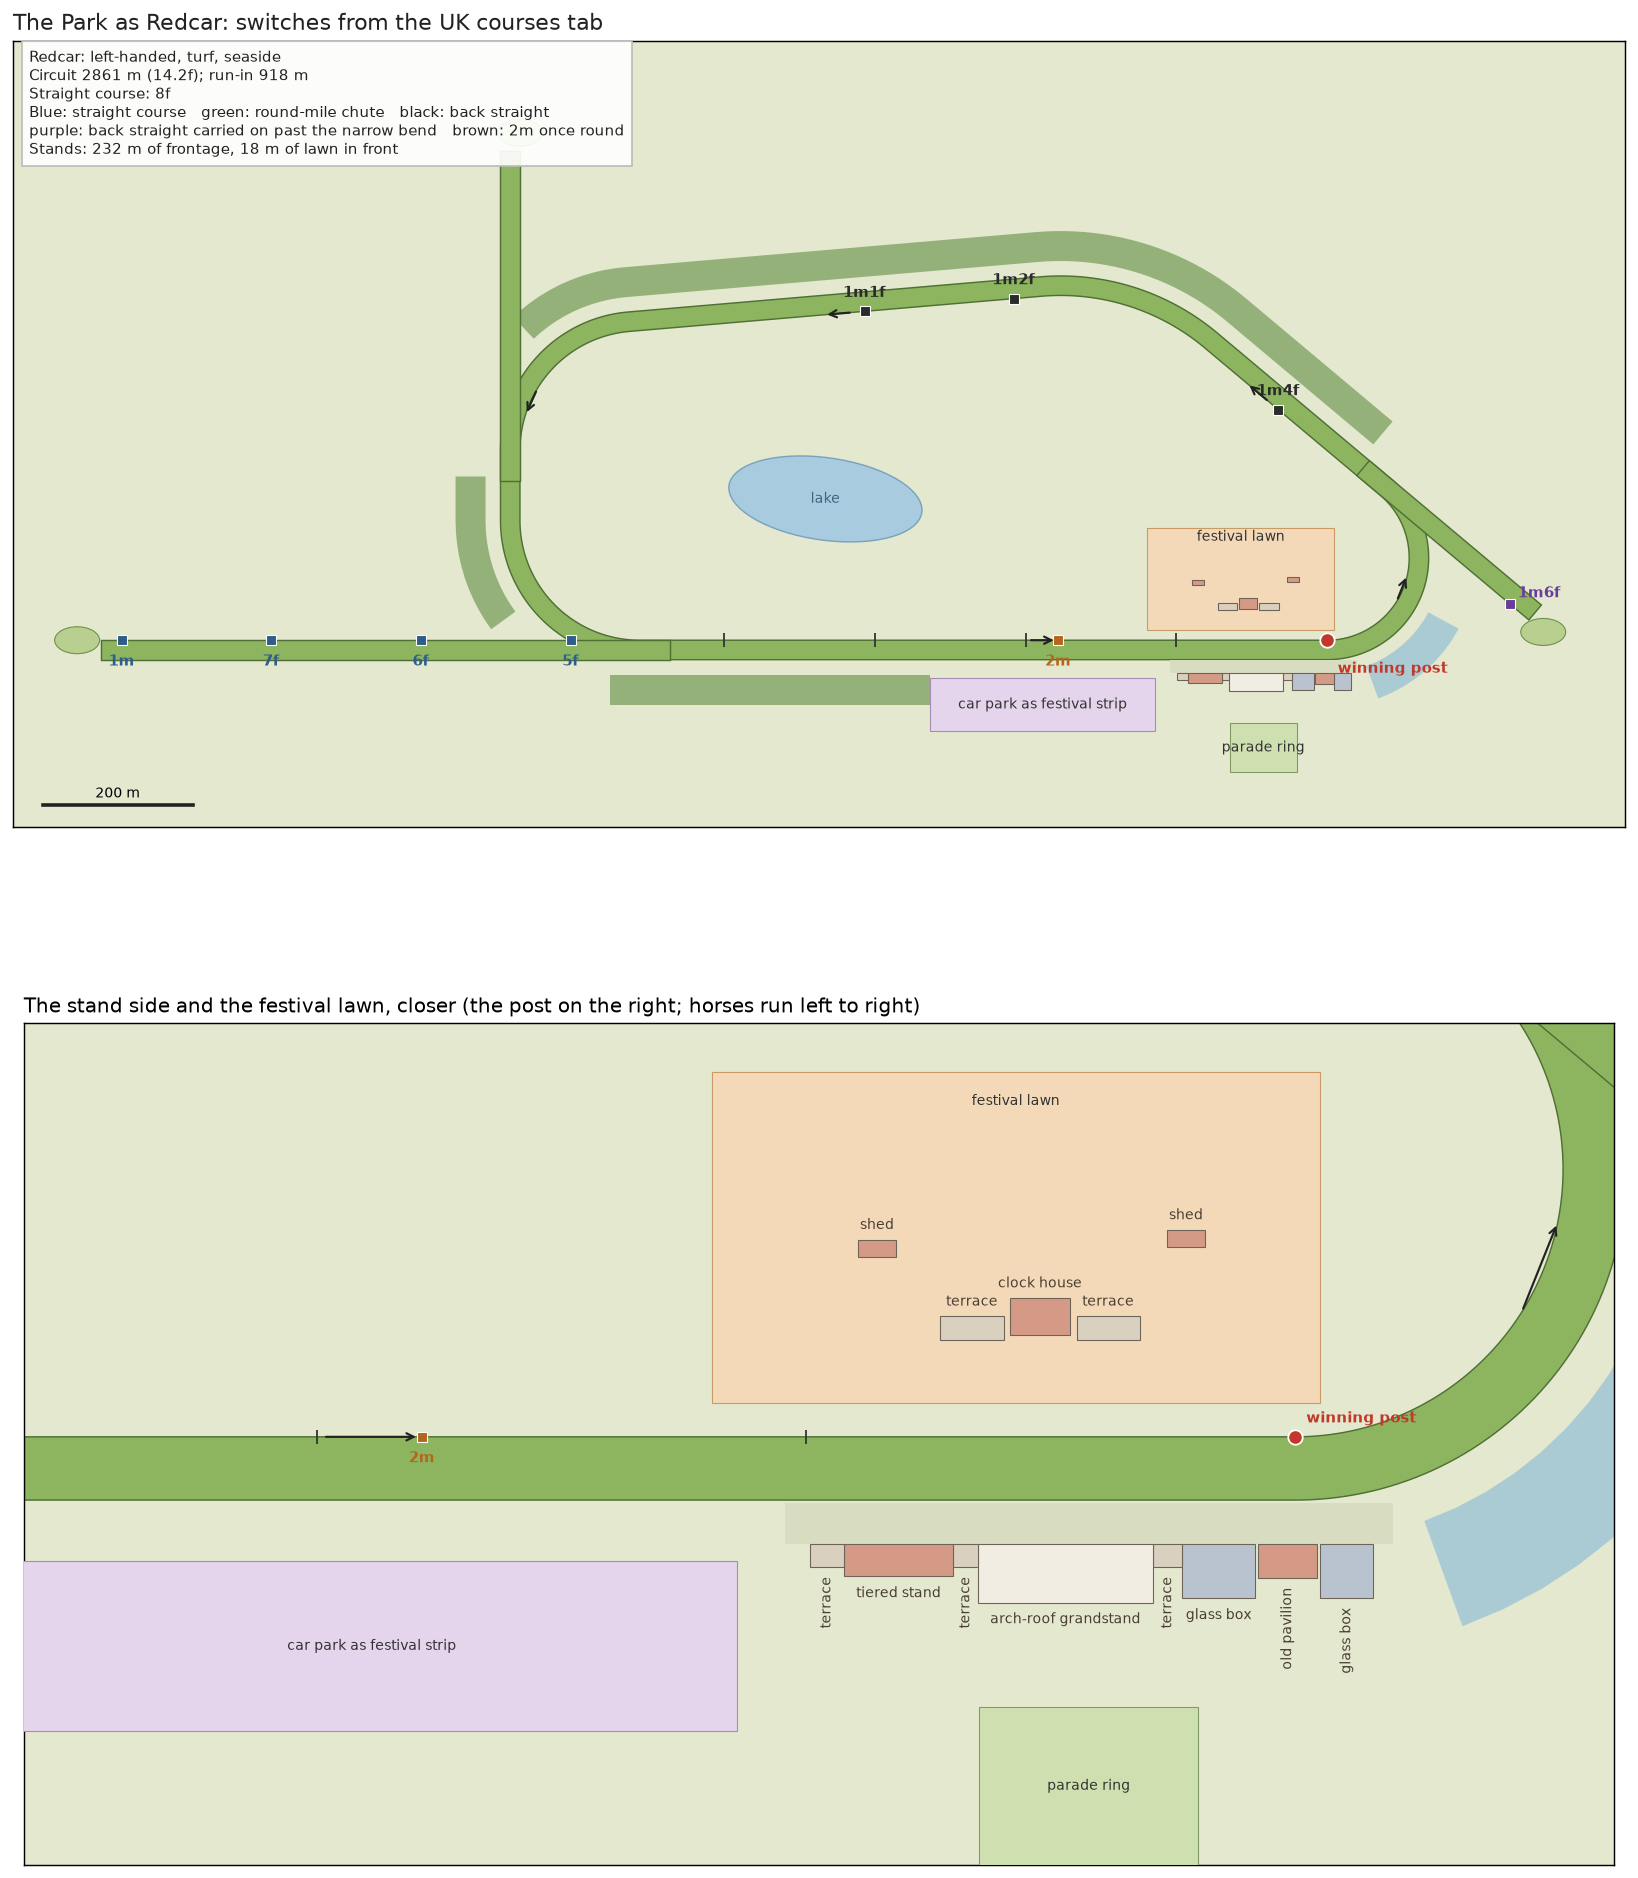 The Park as Redcar: switches from the UK courses tab
Redcar: left-handed, turf, seaside
Circuit 2861 m (14.2f); run-in 918 m
Straight course: 8f
Blue: straight course   green: round-mile chute   black: back straight
purple: back straight carried on past the narrow bend   brown: 2m once round
Stands: 232 m of frontage, 18 m of lawn in front
1m2f
1m1f
1m4f
lake
festival lawn
1m6f
1m
7f
6f
5f
2m
winning post
car park as festival strip
parade ring
200 m
The stand side and the festival lawn, closer (the post on the right; horses run left to right)
festival lawn
shed
shed
clock house
terrace
terrace
winning post
2m
terrace
tiered stand
terrace
arch-roof grandstand
terrace
glass box
old pavilion
glass box
car park as festival strip
parade ring